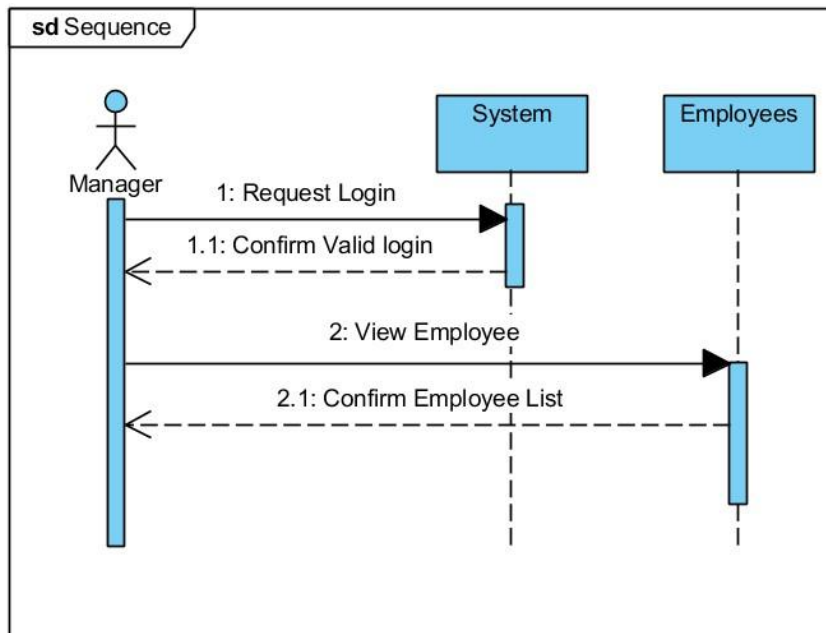 sd Sequence
System
Employees
Manager
1: Request Login
1.1: Confirm Valid login
2: View Employee
2.1: Confirm Employee List